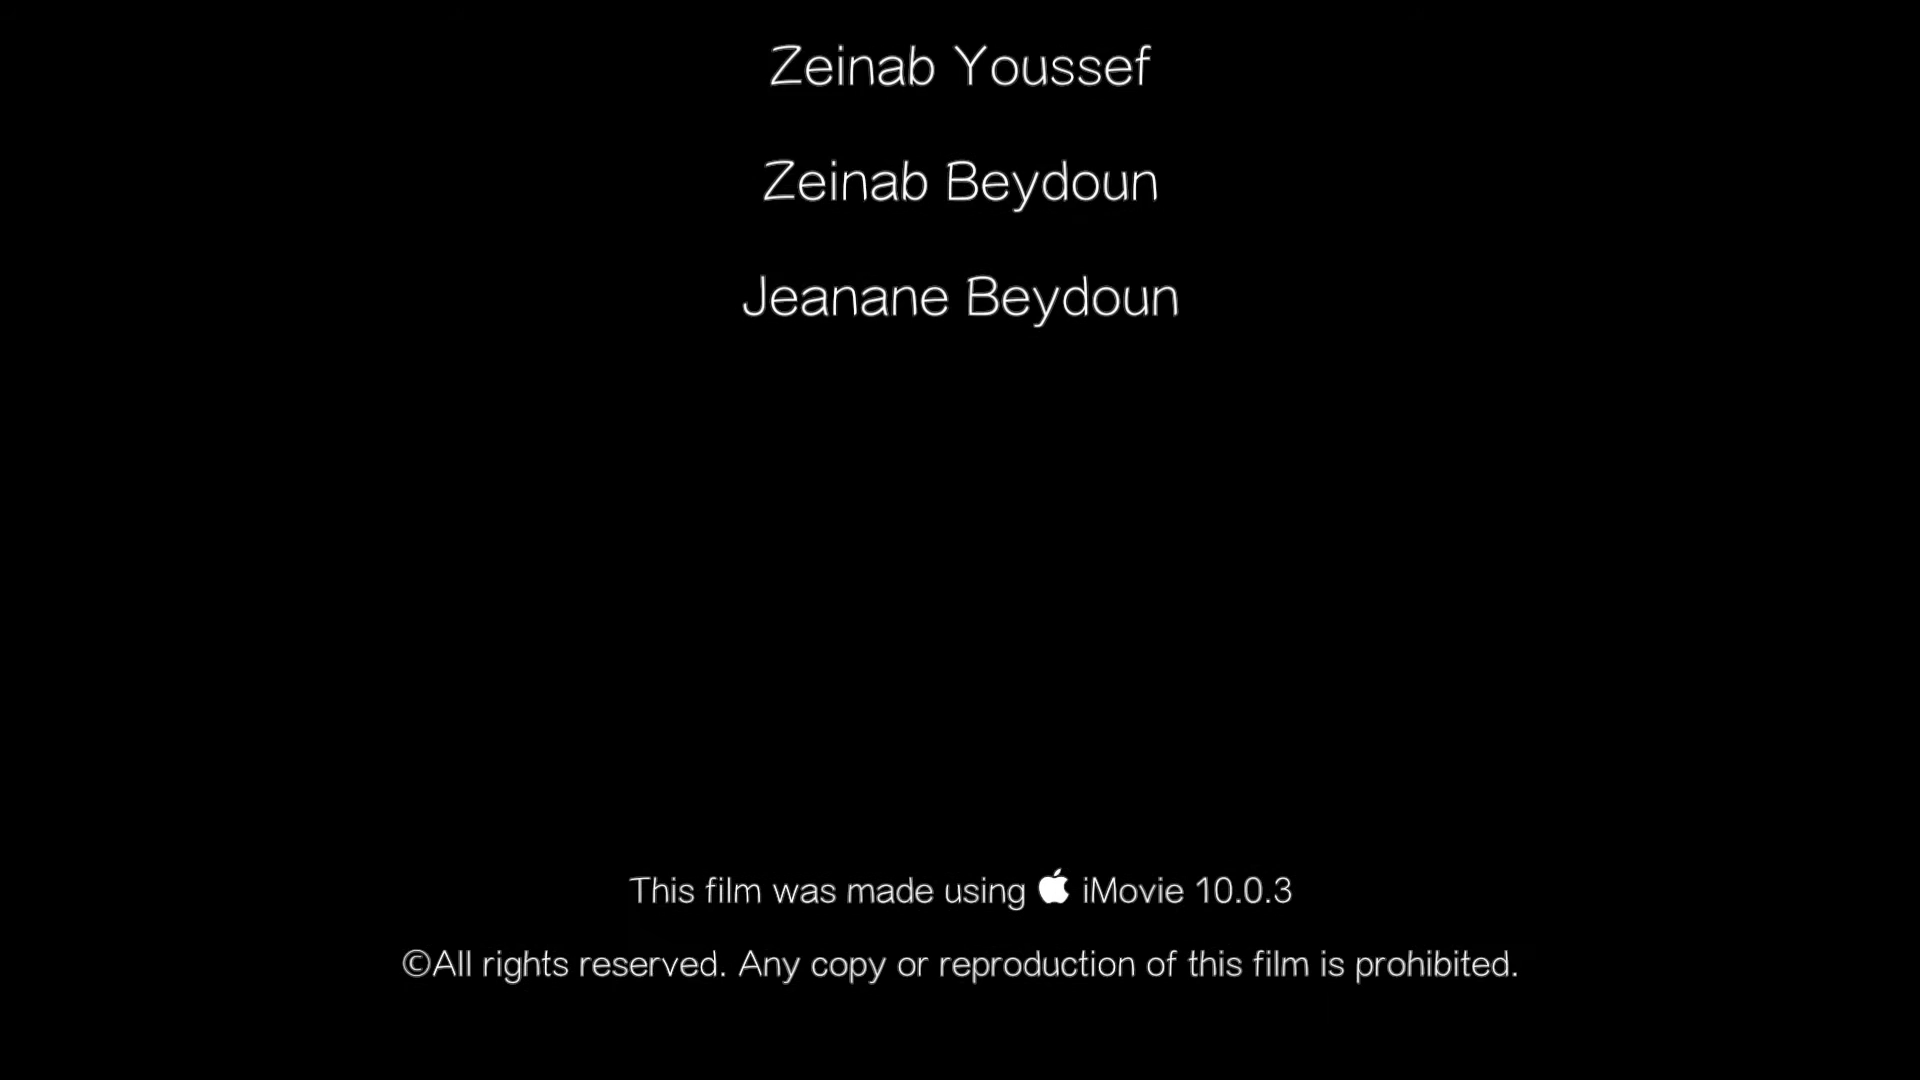 Zeinab Youssef
Zeinab Beydoun
Jeanane Beydoun
This film was made using  iMovie 10.0.3
©All rights reserved. Any copy or reproduction of this film is prohibited.